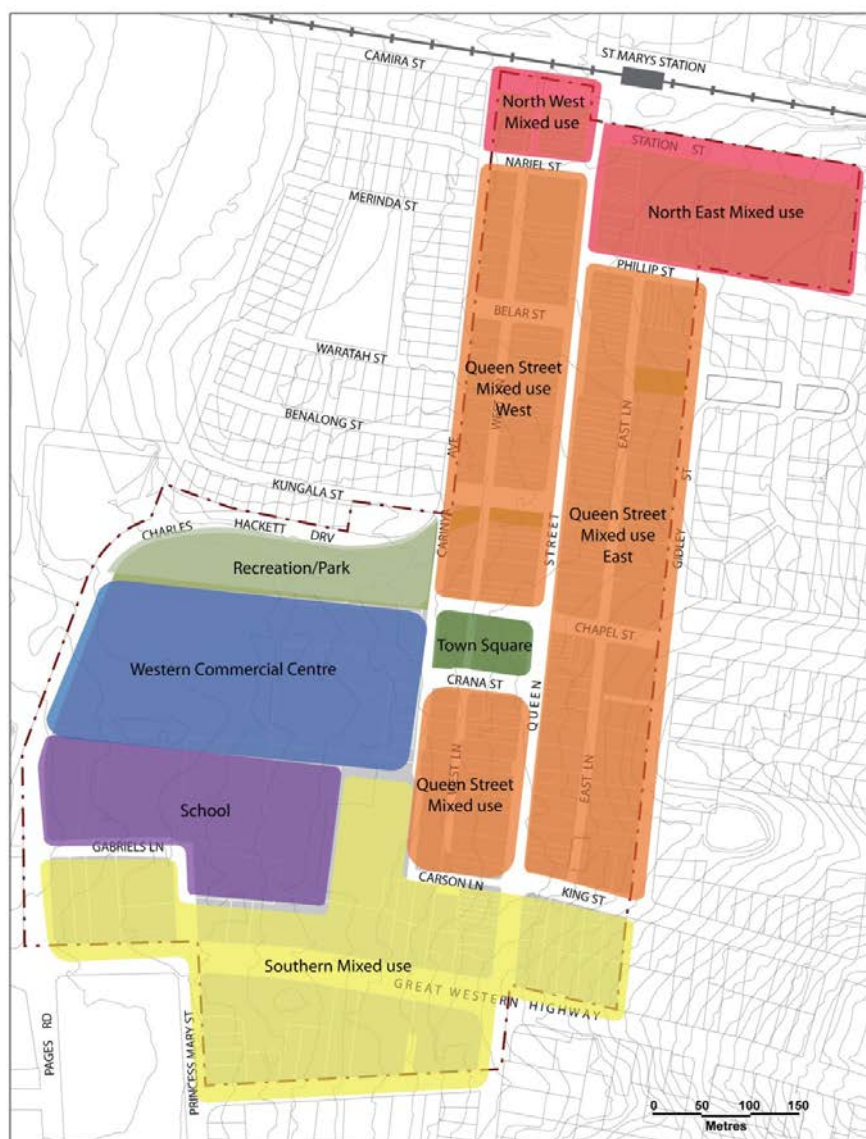 ST MARYS STATION
CAMIRA ST
North West
Mixed use
STATION ST
NARIEL ST
MERINDA ST
North East Mixed use
PHILLIP ST
BELAR ST
WARATAH ST
Queen Street
Mixed use
West
WEST LN
EAST LN
BENALONG ST
CARINYA AVE
KUNGALA ST
CHARLES HACKETT DRV
QUEEN STREET
Queen Street
Mixed use
East
GIDLEY ST
Recreation/Park
CHAPEL ST
Town Square
Western Commercial Centre
CRANA ST
WEST LN
EAST LN
Queen Street
Mixed use
School
GABRIELS LN
CARSON LN
KING ST
Southern Mixed use
GREAT WESTERN HIGHWAY
PAGES RD
PRINCESS MARY ST
0 50 100 150
Metres